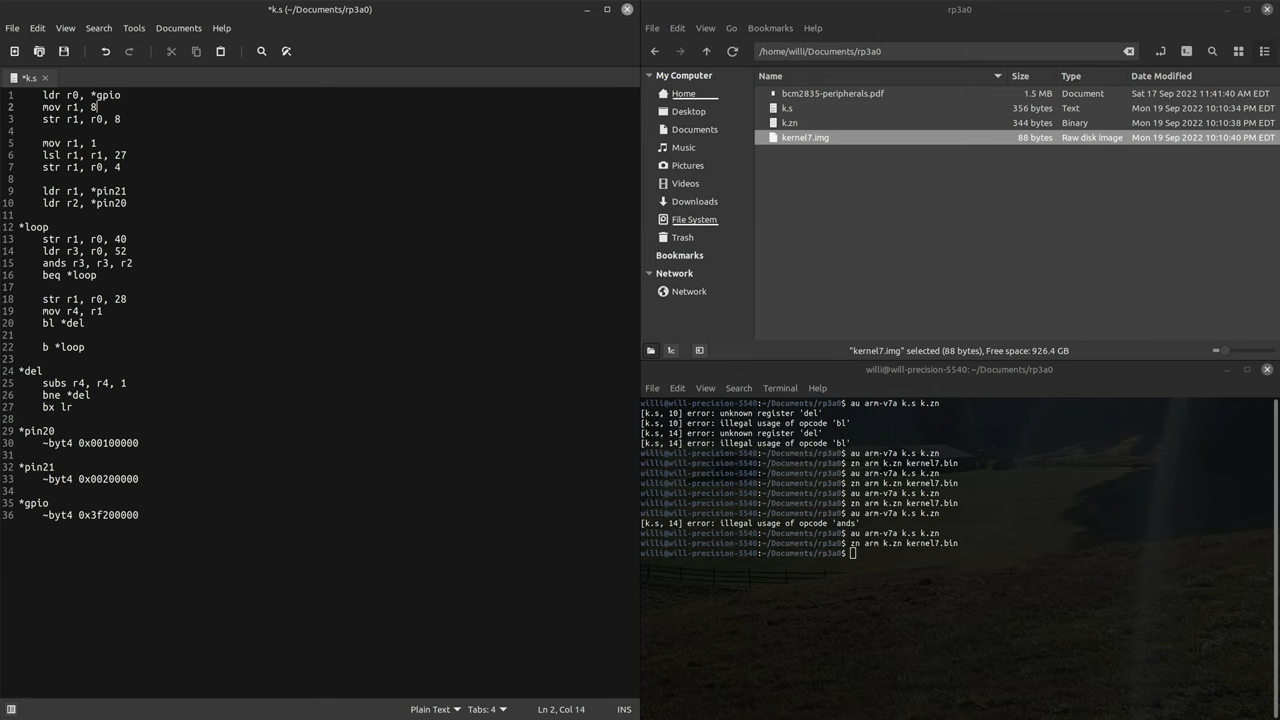 *k.s (~/Documents/rp3a0)
File Edit View Search Tools Documents Help
*k.s
1 ldr r0, *gpio
2 mov r1, 8
3 str r1, r0, 8
4
5 mov r1, 1
6 lsl r1, r1, 27
7 str r1, r0, 4
8
9 ldr r1, *pin21
10 ldr r2, *pin20
11
12 *loop
13 str r1, r0, 40
14 ldr r3, r0, 52
15 ands r3, r3, r2
16 beq *loop
17
18 str r1, r0, 28
19 mov r4, r1
20 bl *del
21
22 b *loop
23
24 *del
25 subs r4, r4, 1
26 bne *del
27 bx lr
28
29 *pin20
30 ~byt4 0x00100000
31
32 *pin21
33 ~byt4 0x00200000
34
35 *gpio
36 ~byt4 0x3f200000
Plain Text Tabs: 4 Ln 2, Col 14 INS
rp3a0
File Edit View Go Bookmarks Help
/home/willi/Documents/rp3a0
My Computer
Home
Desktop
Documents
Music
Pictures
Videos
Downloads
File System
Trash
Bookmarks
Network
Network
Name Size Type Date Modified
bcm2835-peripherals.pdf 1.5 MB Document Sat 17 Sep 2022 11:41:40 AM EDT
k.s 356 bytes Text Mon 19 Sep 2022 10:10:34 PM EDT
k.zn 344 bytes Binary Mon 19 Sep 2022 10:10:38 PM EDT
kernel7.img 88 bytes Raw disk image Mon 19 Sep 2022 10:10:40 PM EDT
"kernel7.img" selected (88 bytes), Free space: 926.4 GB
willi@will-precision-5540: ~/Documents/rp3a0
File Edit View Search Terminal Help
willi@will-precision-5540:~/Documents/rp3a0$ au arm-v7a k.s k.zn
[k.s, 10] error: unknown register 'del'
[k.s, 10] error: illegal usage of opcode 'bl'
[k.s, 14] error: unknown register 'del'
[k.s, 14] error: illegal usage of opcode 'bl'
willi@will-precision-5540:~/Documents/rp3a0$ au arm-v7a k.s k.zn
willi@will-precision-5540:~/Documents/rp3a0$ zn arm k.zn kernel7.bin
willi@will-precision-5540:~/Documents/rp3a0$ au arm-v7a k.s k.zn
willi@will-precision-5540:~/Documents/rp3a0$ zn arm k.zn kernel7.bin
willi@will-precision-5540:~/Documents/rp3a0$ au arm-v7a k.s k.zn
willi@will-precision-5540:~/Documents/rp3a0$ zn arm k.zn kernel7.bin
willi@will-precision-5540:~/Documents/rp3a0$ au arm-v7a k.s k.zn
[k.s, 14] error: illegal usage of opcode 'ands'
willi@will-precision-5540:~/Documents/rp3a0$ au arm-v7a k.s k.zn
willi@will-precision-5540:~/Documents/rp3a0$ zn arm k.zn kernel7.bin
willi@will-precision-5540:~/Documents/rp3a0$